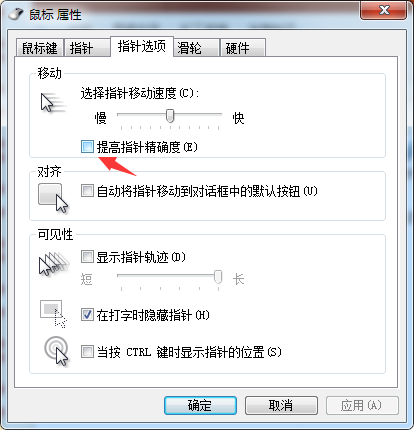 鼠标 属性
鼠标键 指针 指针选项 滑轮 硬件
移动
选择指针移动速度(C):
慢 快
提高指针精确度(E)
对齐
自动将指针移动到对话框中的默认按钮(U)
可见性
显示指针轨迹(D)
短 长
在打字时隐藏指针(H)
当按 CTRL 键时显示指针的位置(S)
确定 取消 应用(A)